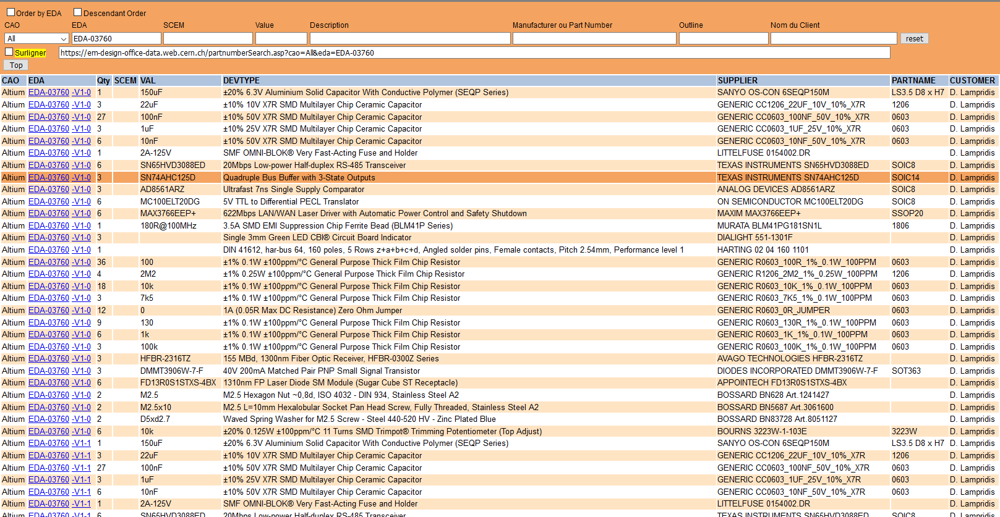 Order by EDA Descendant Order
CAO EDA SCEM Value Description Manufacturer ou Part Number Outline Nom du Client
All EDA-03760 reset
Surligner https://em-design-office-data.web.cern.ch/partnumberSearch.asp?cao=All&eda=EDA-03760
Top
CAO EDA Qty SCEM VAL DEVTYPE SUPPLIER PARTNAME CUSTOMER
Altium EDA-03760 -V1-0 1 150uF ±20% 6.3V Aluminium Solid Capacitor With Conductive Polymer (SEQP Series) SANYO OS-CON 6SEQP150M LS3.5 D8 x H7 D. Lampridis
Altium EDA-03760 -V1-0 3 22uF ±10% 10V X7R SMD Multilayer Chip Ceramic Capacitor GENERIC CC1206_22UF_10V_10%_X7R 1206 D. Lampridis
Altium EDA-03760 -V1-0 27 100nF ±10% 50V X7R SMD Multilayer Chip Ceramic Capacitor GENERIC CC0603_100NF_50V_10%_X7R 0603 D. Lampridis
Altium EDA-03760 -V1-0 3 1uF ±10% 25V X7R SMD Multilayer Chip Ceramic Capacitor GENERIC CC0603_1UF_25V_10%_X7R 0603 D. Lampridis
Altium EDA-03760 -V1-0 6 10nF ±10% 50V X7R SMD Multilayer Chip Ceramic Capacitor GENERIC CC0603_10NF_50V_10%_X7R 0603 D. Lampridis
Altium EDA-03760 -V1-0 1 2A-125V SMF OMNI-BLOK® Very Fast-Acting Fuse and Holder LITTELFUSE 0154002.DR D. Lampridis
Altium EDA-03760 -V1-0 6 SN65HVD3088ED 20Mbps Low-power Half-duplex RS-485 Transceiver TEXAS INSTRUMENTS SN65HVD3088ED SOIC8 D. Lampridis
Altium EDA-03760 -V1-0 3 SN74AHC125D Quadruple Bus Buffer with 3-State Outputs TEXAS INSTRUMENTS SN74AHC125D SOIC14 D. Lampridis
Altium EDA-03760 -V1-0 3 AD8561ARZ Ultrafast 7ns Single Supply Comparator ANALOG DEVICES AD8561ARZ SOIC8 D. Lampridis
Altium EDA-03760 -V1-0 6 MC100ELT20DG 5V TTL to Differential PECL Translator ON SEMICONDUCTOR MC100ELT20DG SOIC8 D. Lampridis
Altium EDA-03760 -V1-0 6 MAX3766EEP+ 622Mbps LAN/WAN Laser Driver with Automatic Power Control and Safety Shutdown MAXIM MAX3766EEP+ SSOP20 D. Lampridis
Altium EDA-03760 -V1-0 1 180R@100MHz 3.5A SMD EMI Suppression Chip Ferrite Bead (BLM41P Series) MURATA BLM41PG181SN1L 1806 D. Lampridis
Altium EDA-03760 -V1-0 3 Single 3mm Green LED CBI® Circuit Board Indicator DIALIGHT 551-1301F D. Lampridis
Altium EDA-03760 -V1-0 1 DIN 41612, har-bus 64, 160 poles, 5 Rows z+a+b+c+d, Angled solder pins, Female contacts, Pitch 2.54mm, Performance level 1 HARTING 02 04 160 1101 D. Lampridis
Altium EDA-03760 -V1-0 36 100 ±1% 0.1W ±100ppm/°C General Purpose Thick Film Chip Resistor GENERIC R0603_100R_1%_0.1W_100PPM 0603 D. Lampridis
Altium EDA-03760 -V1-0 4 2M2 ±1% 0.25W ±100ppm/°C General Purpose Thick Film Chip Resistor GENERIC R1206_2M2_1%_0.25W_100PPM 1206 D. Lampridis
Altium EDA-03760 -V1-0 18 10k ±1% 0.1W ±100ppm/°C General Purpose Thick Film Chip Resistor GENERIC R0603_10K_1%_0.1W_100PPM 0603 D. Lampridis
Altium EDA-03760 -V1-0 3 7k5 ±1% 0.1W ±100ppm/°C General Purpose Thick Film Chip Resistor GENERIC R0603_7K5_1%_0.1W_100PPM 0603 D. Lampridis
Altium EDA-03760 -V1-0 12 0 1A (0.05R Max DC Resistance) Zero Ohm Jumper GENERIC R0603_0R_JUMPER 0603 D. Lampridis
Altium EDA-03760 -V1-0 9 130 ±1% 0.1W ±100ppm/°C General Purpose Thick Film Chip Resistor GENERIC R0603_130R_1%_0.1W_100PPM 0603 D. Lampridis
Altium EDA-03760 -V1-0 6 1k ±1% 0.1W ±100ppm/°C General Purpose Thick Film Chip Resistor GENERIC R0603_1K_1%_0.1W_100PPM 0603 D. Lampridis
Altium EDA-03760 -V1-0 3 100k ±1% 0.1W ±100ppm/°C General Purpose Thick Film Chip Resistor GENERIC R0603_100K_1%_0.1W_100PPM 0603 D. Lampridis
Altium EDA-03760 -V1-0 3 HFBR-2316TZ 155 MBd, 1300nm Fiber Optic Receiver, HFBR-0300Z Series AVAGO TECHNOLOGIES HFBR-2316TZ D. Lampridis
Altium EDA-03760 -V1-0 3 DMMT3906W-7-F 40V 200mA Matched Pair PNP Small Signal Transistor DIODES INCORPORATED DMMT3906W-7-F SOT363 D. Lampridis
Altium EDA-03760 -V1-0 6 FD13R0S1STXS-4BX 1310nm FP Laser Diode SM Module (Sugar Cube ST Receptacle) APPOINTECH FD13R0S1STXS-4BX D. Lampridis
Altium EDA-03760 -V1-0 2 M2.5 M2.5 Hexagon Nut ~0,8d, ISO 4032 - DIN 934, Stainless Steel A2 BOSSARD BN628 Art.1241427 D. Lampridis
Altium EDA-03760 -V1-0 2 M2.5x10 M2.5 L=10mm Hexalobular Socket Pan Head Screw, Fully Threaded, Stainless Steel A2 BOSSARD BN5687 Art.3061600 D. Lampridis
Altium EDA-03760 -V1-0 2 D5xd2.7 Waved Spring Washer for M2.5 Screw - Steel 440-520 HV - Zinc Plated Blue BOSSARD BN83728 Art.8051127 D. Lampridis
Altium EDA-03760 -V1-0 6 10k ±20% 0.125W ±100ppm/°C 11 Turns SMD Trimpot® Trimming Potentiometer (Top Adjust) BOURNS 3223W-1-103E 3223W D. Lampridis
Altium EDA-03760 -V1-1 1 150uF ±20% 6.3V Aluminium Solid Capacitor With Conductive Polymer (SEQP Series) SANYO OS-CON 6SEQP150M LS3.5 D8 x H7 D. Lampridis
Altium EDA-03760 -V1-1 3 22uF ±10% 10V X7R SMD Multilayer Chip Ceramic Capacitor GENERIC CC1206_22UF_10V_10%_X7R 1206 D. Lampridis
Altium EDA-03760 -V1-1 27 100nF ±10% 50V X7R SMD Multilayer Chip Ceramic Capacitor GENERIC CC0603_100NF_50V_10%_X7R 0603 D. Lampridis
Altium EDA-03760 -V1-1 3 1uF ±10% 25V X7R SMD Multilayer Chip Ceramic Capacitor GENERIC CC0603_1UF_25V_10%_X7R 0603 D. Lampridis
Altium EDA-03760 -V1-1 6 10nF ±10% 50V X7R SMD Multilayer Chip Ceramic Capacitor GENERIC CC0603_10NF_50V_10%_X7R 0603 D. Lampridis
Altium EDA-03760 -V1-1 1 2A-125V SMF OMNI-BLOK® Very Fast-Acting Fuse and Holder LITTELFUSE 0154002.DR D. Lampridis
Altium EDA-03760 -V1-1 6 SN65HVD3088ED 20Mbps Low-power Half-duplex RS-485 Transceiver TEXAS INSTRUMENTS SN65HVD3088ED SOIC8 D. Lampridis